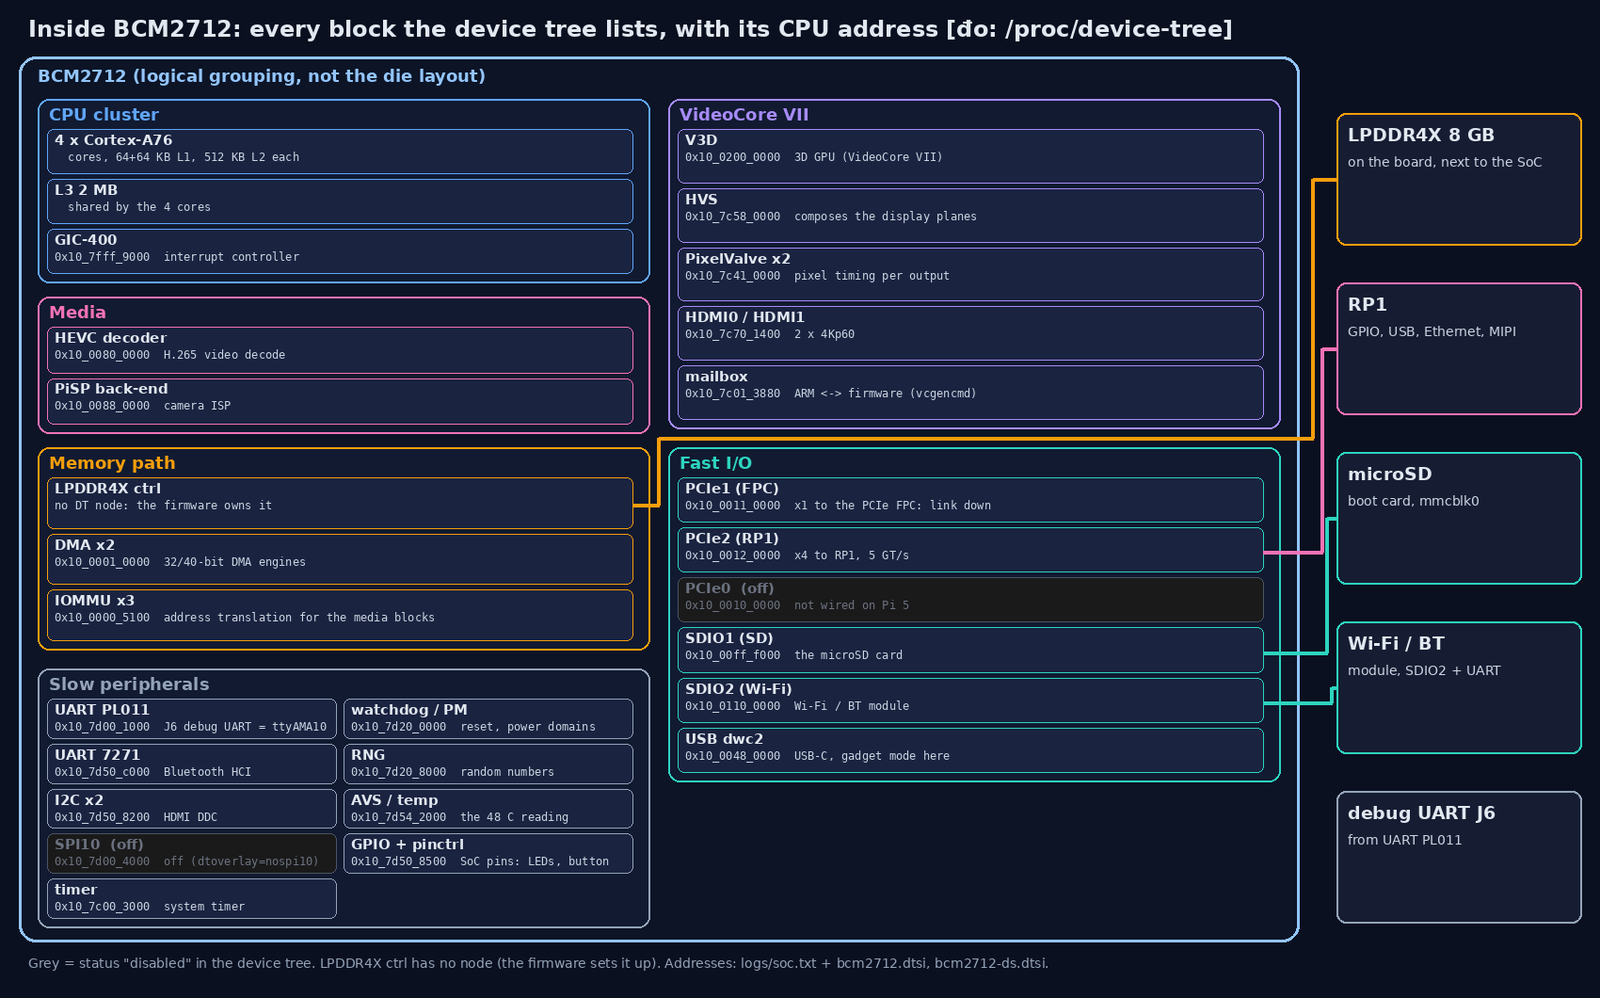 Inside BCM2712: every block the device tree lists, with its CPU address [đo: /proc/device-tree]
BCM2712 (logical grouping, not the die layout)
CPU cluster
4 x Cortex-A76
cores, 64+64 KB L1, 512 KB L2 each
L3 2 MB
shared by the 4 cores
GIC-400
0x10_7fff_9000 interrupt controller
Media
HEVC decoder
0x10_0080_0000 H.265 video decode
PiSP back-end
0x10_0088_0000 camera ISP
Memory path
LPDDR4X ctrl
no DT node: the firmware owns it
DMA x2
0x10_0001_0000 32/40-bit DMA engines
IOMMU x3
0x10_0000_5100 address translation for the media blocks
Slow peripherals
UART PL011
0x10_7d00_1000 J6 debug UART = ttyAMA10
UART 7271
0x10_7d50_c000 Bluetooth HCI
I2C x2
0x10_7d50_8200 HDMI DDC
SPI10 (off)
0x10_7d00_4000 off (dtoverlay=nospi10)
timer
0x10_7c00_3000 system timer
watchdog / PM
0x10_7d20_0000 reset, power domains
RNG
0x10_7d20_8000 random numbers
AVS / temp
0x10_7d54_2000 the 48 C reading
GPIO + pinctrl
0x10_7d50_8500 SoC pins: LEDs, button
VideoCore VII
V3D
0x10_0200_0000 3D GPU (VideoCore VII)
HVS
0x10_7c58_0000 composes the display planes
PixelValve x2
0x10_7c41_0000 pixel timing per output
HDMI0 / HDMI1
0x10_7c70_1400 2 x 4Kp60
mailbox
0x10_7c01_3880 ARM <-> firmware (vcgencmd)
Fast I/O
PCIe1 (FPC)
0x10_0011_0000 x1 to the PCIe FPC: link down
PCIe2 (RP1)
0x10_0012_0000 x4 to RP1, 5 GT/s
PCIe0 (off)
0x10_0010_0000 not wired on Pi 5
SDIO1 (SD)
0x10_00ff_f000 the microSD card
SDIO2 (Wi-Fi)
0x10_0110_0000 Wi-Fi / BT module
USB dwc2
0x10_0048_0000 USB-C, gadget mode here
LPDDR4X 8 GB
on the board, next to the SoC
RP1
GPIO, USB, Ethernet, MIPI
microSD
boot card, mmcblk0
Wi-Fi / BT
module, SDIO2 + UART
debug UART J6
from UART PL011
Grey = status "disabled" in the device tree. LPDDR4X ctrl has no node (the firmware sets it up). Addresses: logs/soc.txt + bcm2712.dtsi, bcm2712-ds.dtsi.